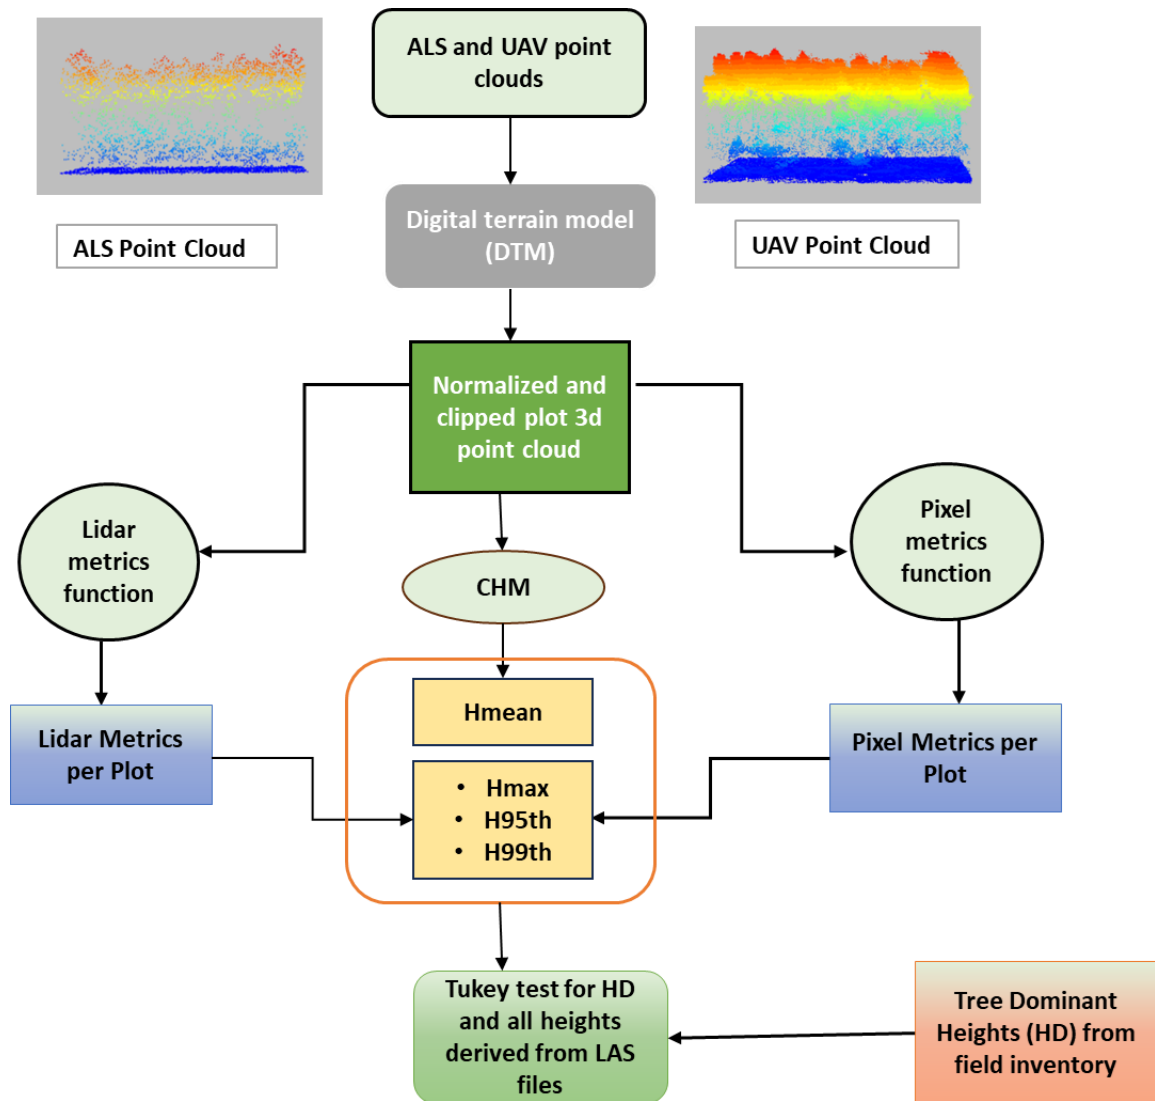 ALS and UAV point
clouds
ALS Point Cloud
UAV Point Cloud
Digital terrain model
(DTM)
Normalized and
clipped plot 3d
point cloud
Lidar
metrics
function
Pixel
metrics
function
CHM
Hmean
Lidar Metrics
per Plot
Pixel Metrics per
Plot
• Hmax
• H95th
• H99th
Tukey test for HD
and all heights
derived from LAS
files
Tree Dominant
Heights (HD) from
field inventory